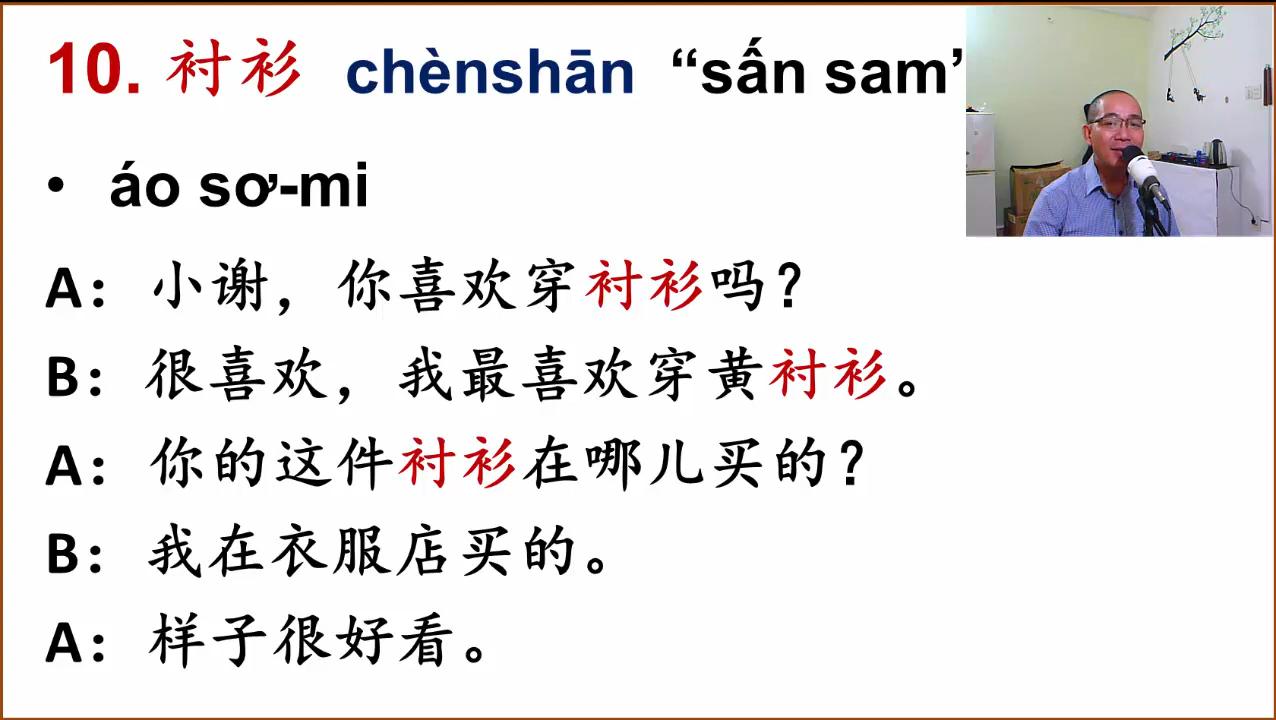 10. 衬衫 chènshān “sấn sam’
• áo sơ-mi
A：小谢，你喜欢穿衬衫吗？
B：很喜欢，我最喜欢穿黄衬衫。
A：你的这件衬衫在哪儿买的？
B：我在衣服店买的。
A：样子很好看。